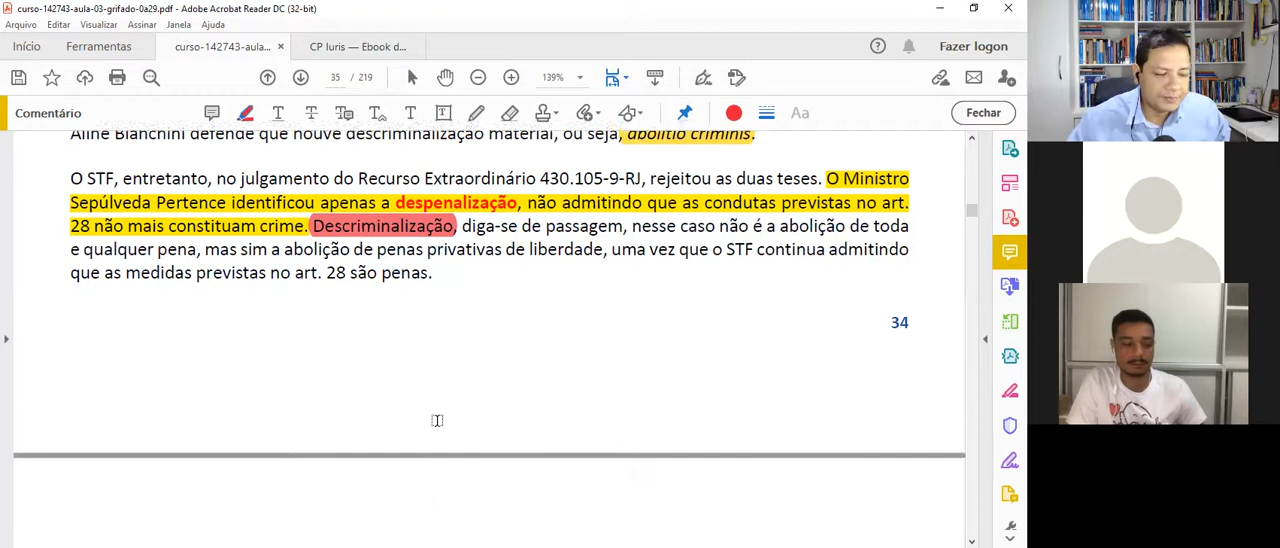 curso-142743-aula-03-grifado-0a29.pdf - Adobe Acrobat Reader DC (32-bit)
Arquivo Editar Visualizar Assinar Janela Ajuda
Início Ferramentas curso-142743-aula... × CP Iuris — Ebook d... Fazer logon
35 / 219 139%
Comentário Aa Fechar
Aline Bianchini defende que houve descriminalização material, ou seja, abolitio criminis.
O STF, entretanto, no julgamento do Recurso Extraordinário 430.105-9-RJ, rejeitou as duas teses. O Ministro
Sepúlveda Pertence identificou apenas a despenalização, não admitindo que as condutas previstas no art.
28 não mais constituam crime. Descriminalização, diga-se de passagem, nesse caso não é a abolição de toda
e qualquer pena, mas sim a abolição de penas privativas de liberdade, uma vez que o STF continua admitindo
que as medidas previstas no art. 28 são penas.
34